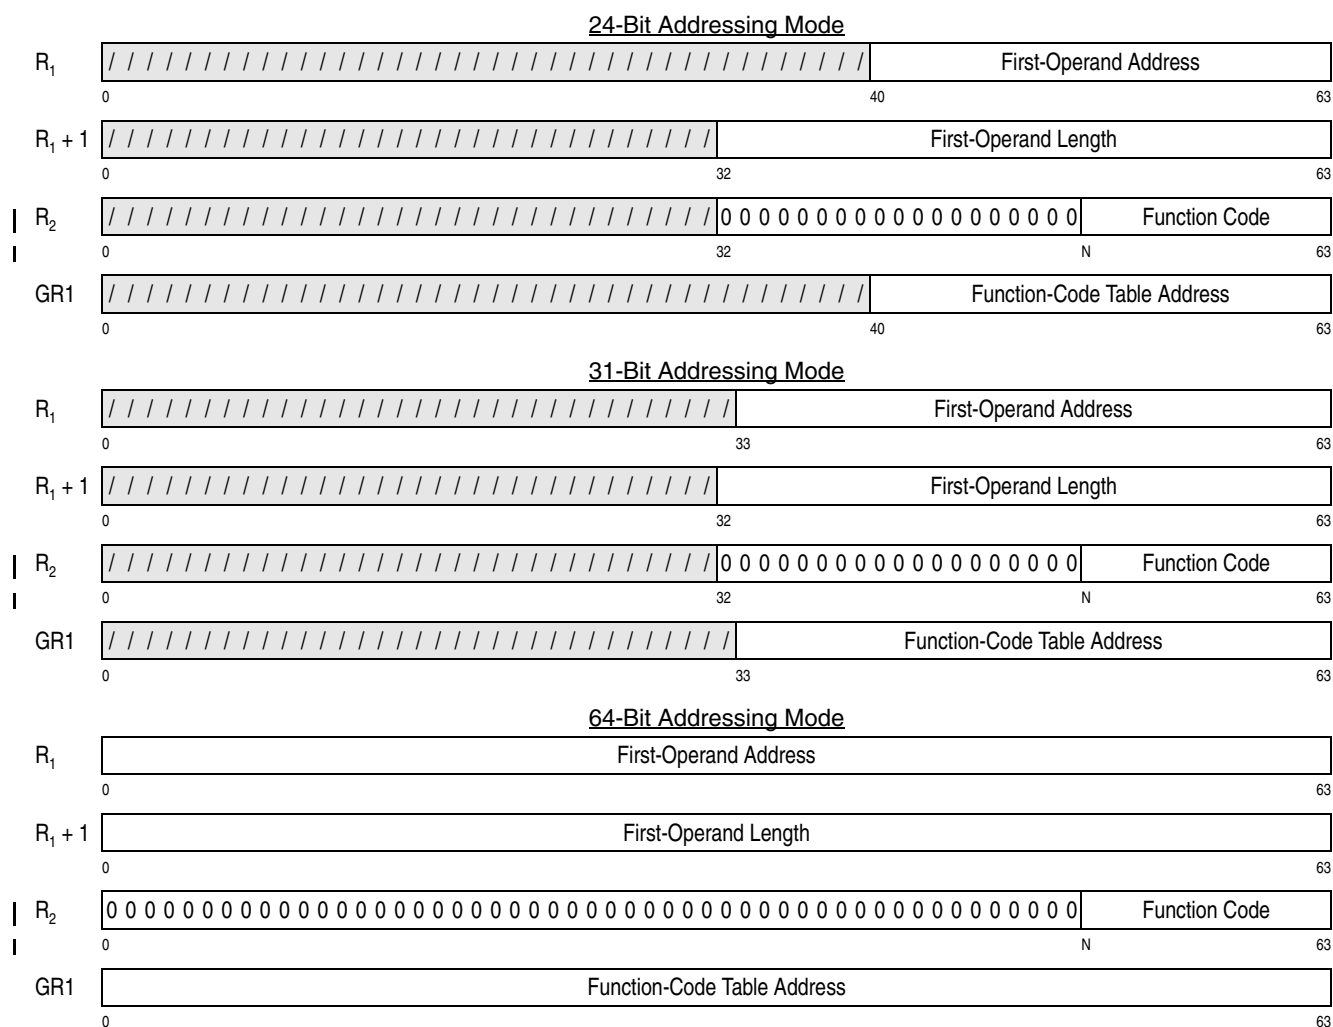 24-Bit Addressing Mode
R₁ / / / / / / / / / / / / / / / / / / / / / / / / / / / / / / / / / / / / / / / / First-Operand Address
0 40 63
R₁ + 1 / / / / / / / / / / / / / / / / / / / / / / / / / / / / / / / / First-Operand Length
0 32 63
R₂ / / / / / / / / / / / / / / / / / / / / / / / / / / / / / / / / 0 0 0 0 0 0 0 0 0 0 0 0 0 0 0 0 0 0 0 Function Code
0 32 N 63
GR1 / / / / / / / / / / / / / / / / / / / / / / / / / / / / / / / / / / / / / / / / Function-Code Table Address
0 40 63
31-Bit Addressing Mode
R₁ / / / / / / / / / / / / / / / / / / / / / / / / / / / / / / / / / First-Operand Address
0 33 63
R₁ + 1 / / / / / / / / / / / / / / / / / / / / / / / / / / / / / / / / First-Operand Length
0 32 63
R₂ / / / / / / / / / / / / / / / / / / / / / / / / / / / / / / / / 0 0 0 0 0 0 0 0 0 0 0 0 0 0 0 0 0 0 0 Function Code
0 32 N 63
GR1 / / / / / / / / / / / / / / / / / / / / / / / / / / / / / / / / / Function-Code Table Address
0 33 63
64-Bit Addressing Mode
R₁ First-Operand Address
0 63
R₁ + 1 First-Operand Length
0 63
R₂ 0 0 0 0 0 0 0 0 0 0 0 0 0 0 0 0 0 0 0 0 0 0 0 0 0 0 0 0 0 0 0 0 0 0 0 0 0 0 0 0 0 0 0 0 0 0 0 0 0 0 0 Function Code
0 N 63
GR1 Function-Code Table Address
0 63